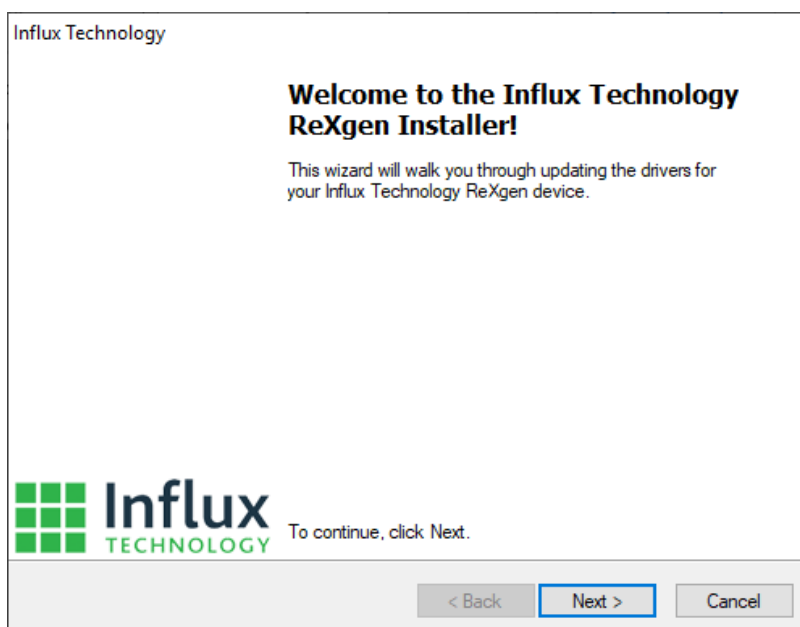 Influx Technology
Welcome to the Influx Technology
ReXgen Installer!
This wizard will walk you through updating the drivers for
your Influx Technology ReXgen device.
Influx
TECHNOLOGY
To continue, click Next.
< Back
Next >
Cancel